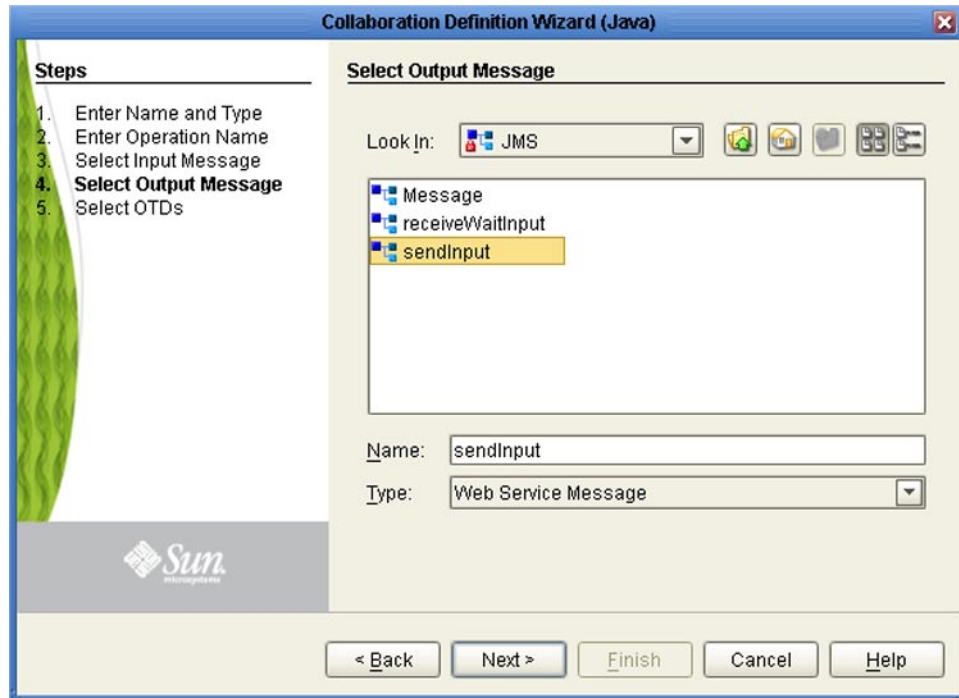 Collaboration Definition Wizard (Java)
Steps
1. Enter Name and Type
2. Enter Operation Name
3. Select Input Message
4. Select Output Message
5. Select OTDs
Sun
microsystems
Select Output Message
Look In: JMS
Message
receiveWaitInput
sendInput
Name: sendInput
Type: Web Service Message
< Back Next > Finish Cancel Help